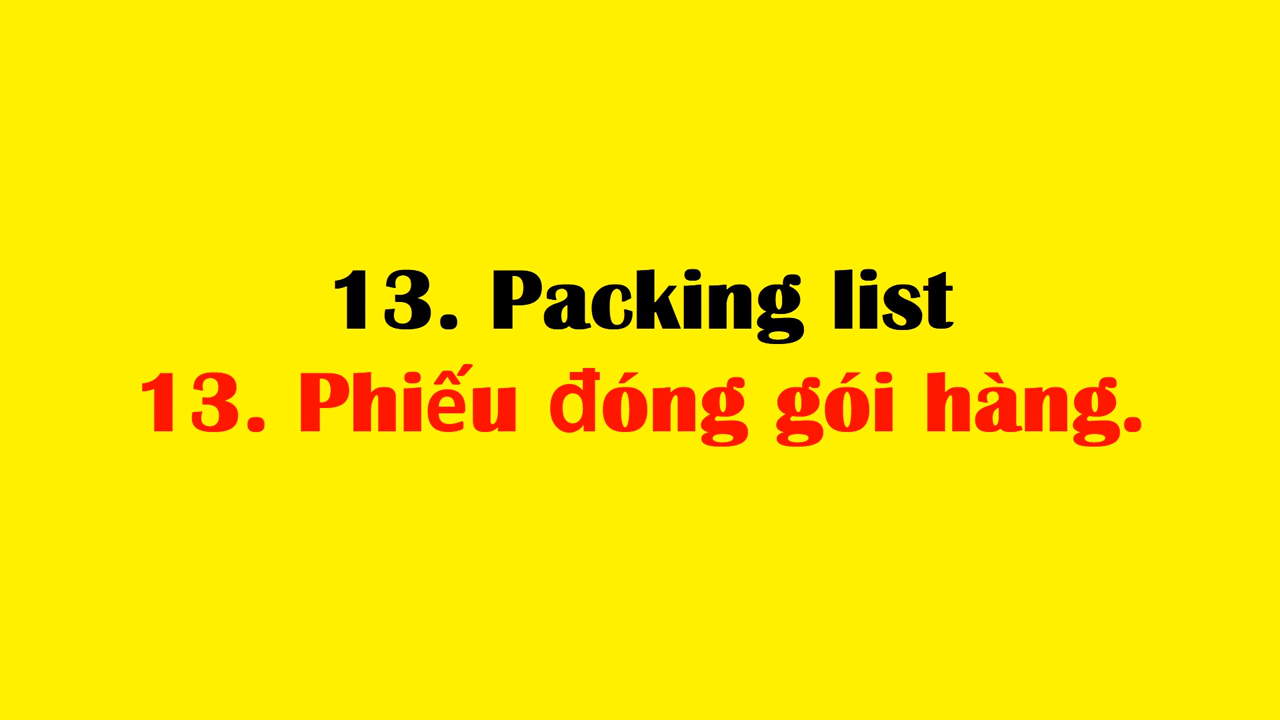 13. Packing list
13. Phiếu đóng gói hàng.